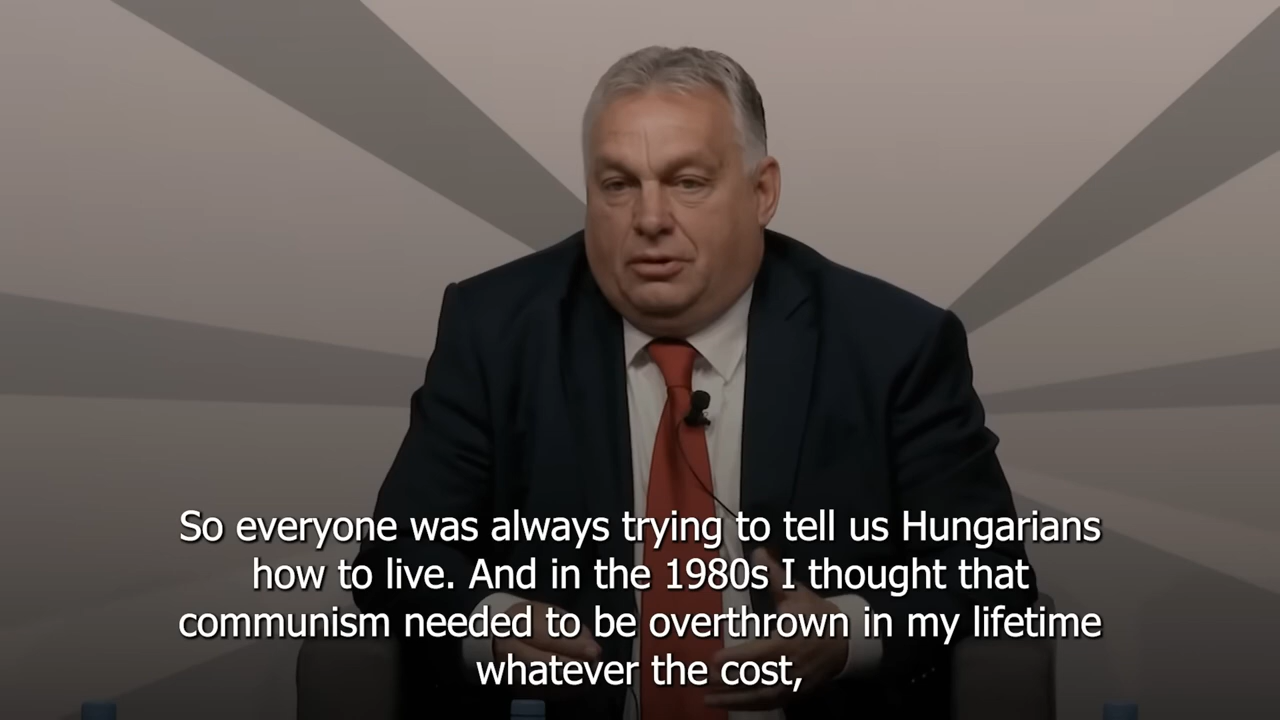 So everyone was always trying to tell us Hungarians
how to live. And in the 1980s I thought that
communism needed to be overthrown in my lifetime
whatever the cost,